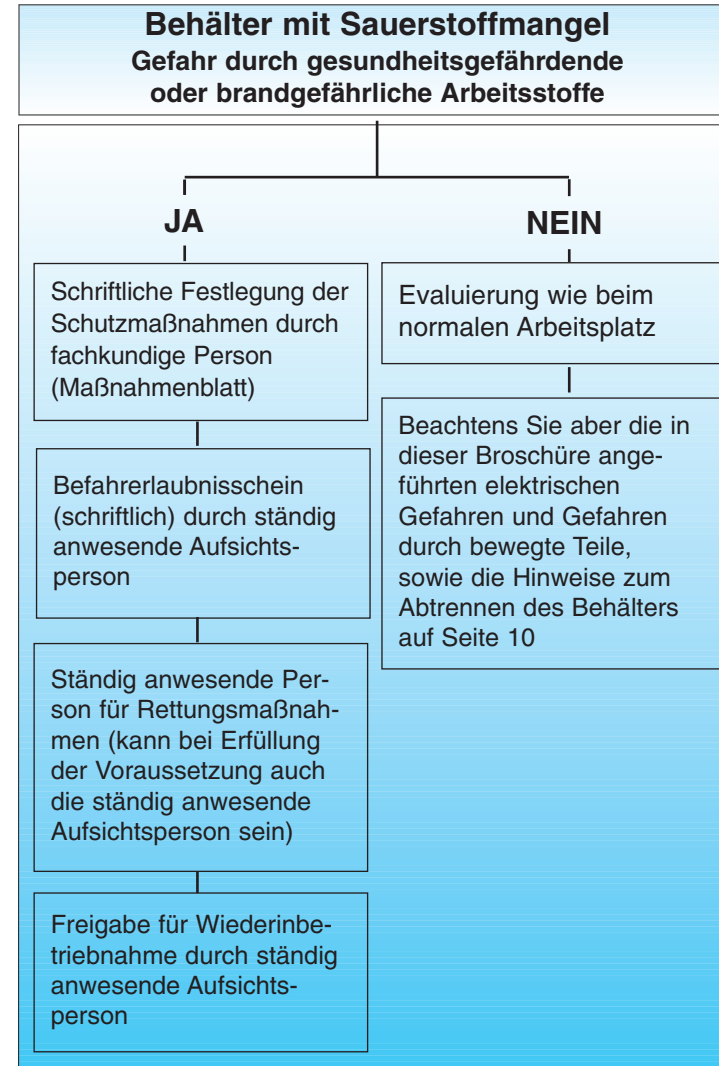 Behälter mit Sauerstoffmangel
Gefahr durch gesundheitsgefährdende
oder brandgefährliche Arbeitsstoffe
JA
Schriftliche Festlegung der
Schutzmaßnahmen durch
fachkundige Person
(Maßnahmenblatt)
Befahrerlaubnisschein
(schriftlich) durch ständig
anwesende Aufsichts-
person
Ständig anwesende Per-
son für Rettungsmaßnah-
men (kann bei Erfüllung
der Voraussetzung auch
die ständig anwesende
Aufsichtsperson sein)
Freigabe für Wiederinbe-
triebnahme durch ständig
anwesende Aufsichts-
person
NEIN
Evaluierung wie beim
normalen Arbeitsplatz
Beachtens Sie aber die in
dieser Broschüre ange-
führten elektrischen
Gefahren und Gefahren
durch bewegte Teile,
sowie die Hinweise zum
Abtrennen des Behälters
auf Seite 10